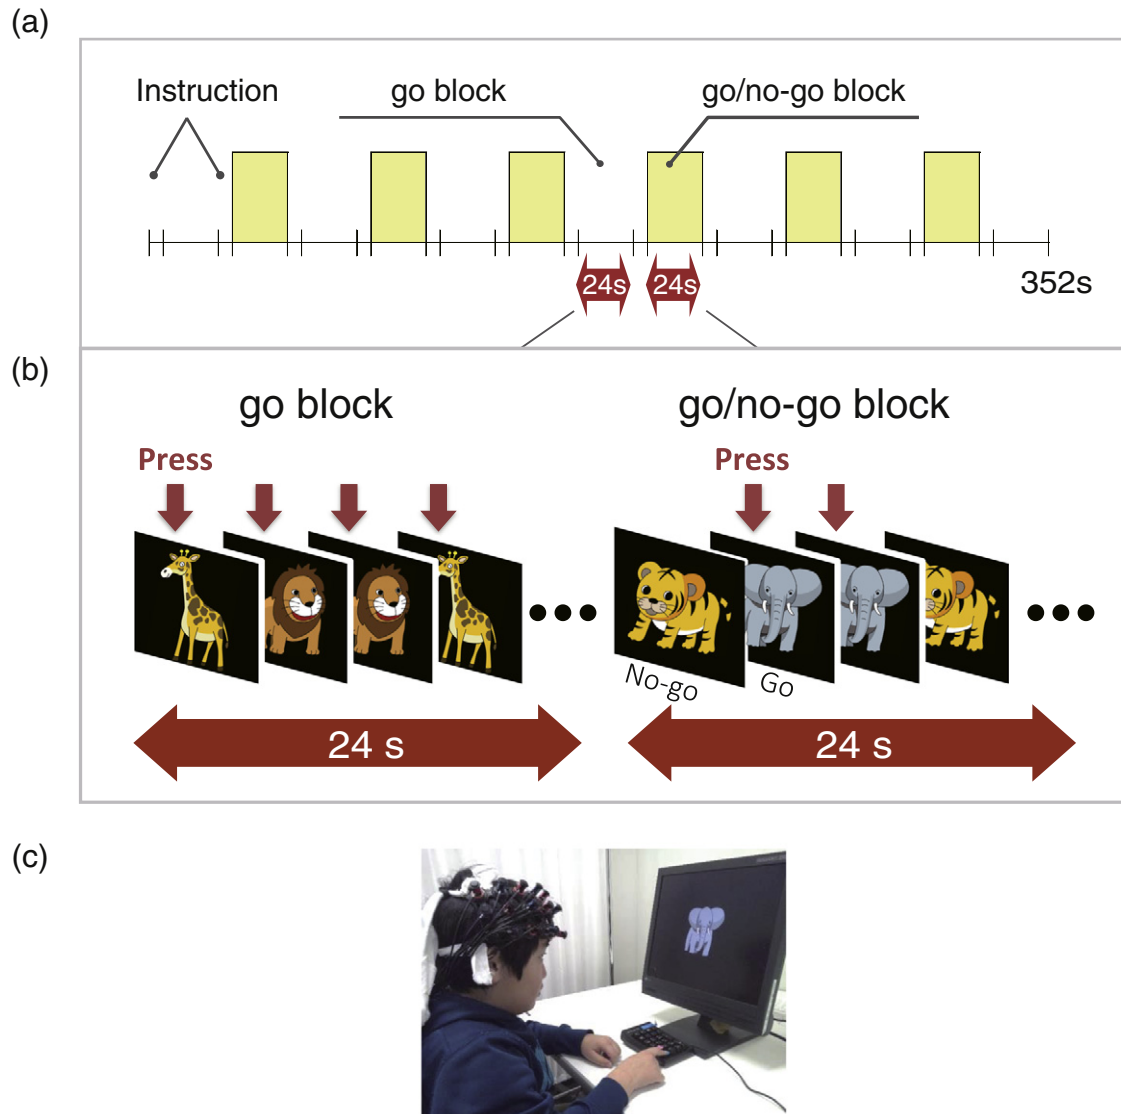 (a)
Instruction
go block
go/no-go block
24s
24s
352s
(b)
go block
go/no-go block
Press
Press
No-go
Go
24 s
24 s
(c)